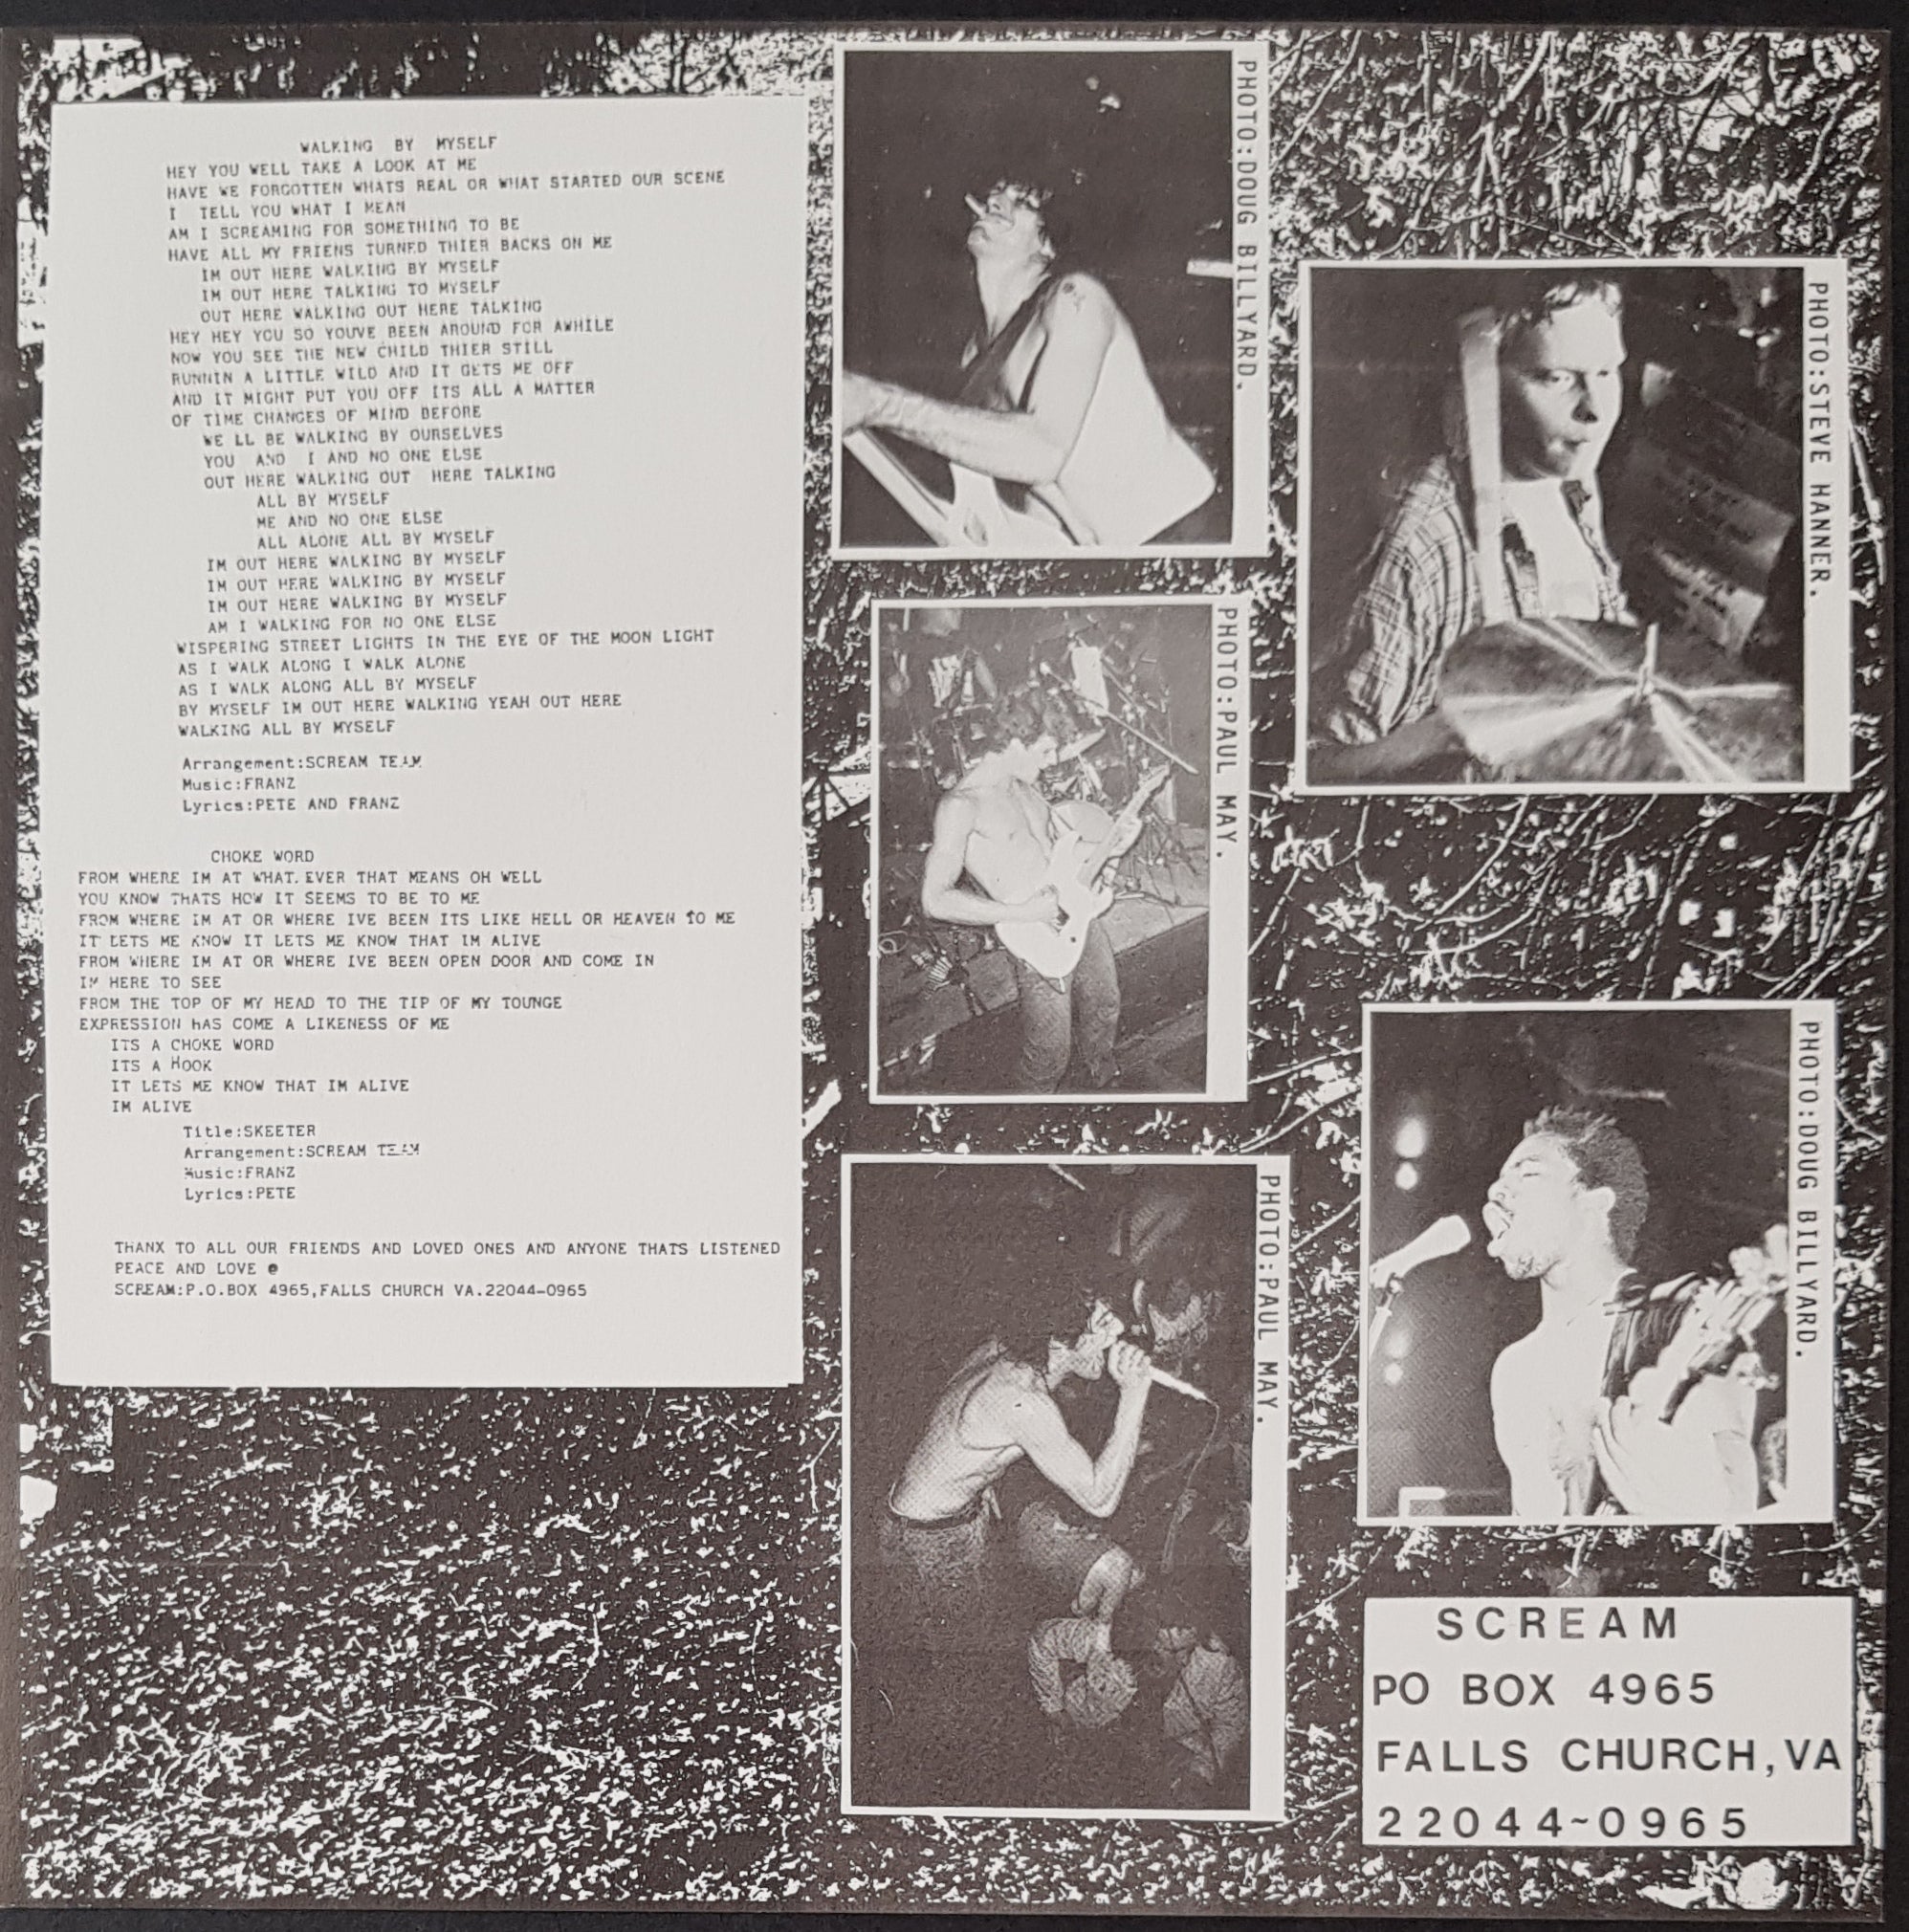 WALKING BY MYSELF
HEY YOU WELL TAKE A LOOK AT ME
HAVE WE FORGOTTEN WHATS REAL OR WHAT STARTED OUR SCENE
I TELL YOU WHAT I MEAN
AM I SCREAMING FOR SOMETHING TO BE
HAVE ALL MY FRIENS TURNED THIER BACKS ON ME
IM OUT HERE WALKING BY MYSELF
IM OUT HERE TALKING TO MYSELF
OUT HERE WALKING OUT HERE TALKING
HEY HEY YOU SO YOUVE BEEN AROUND FOR AWHILE
NOW YOU SEE THE NEW CHILD THIER STILL
RUNNIN A LITTLE WILD AND IT GETS ME OFF
AND IT MIGHT PUT YOU OFF ITS ALL A MATTER
OF TIME CHANGES OF MIND BEFORE
WE LL BE WALKING BY OURSELVES
YOU AND I AND NO ONE ELSE
OUT HERE WALKING OUT HERE TALKING
ALL BY MYSELF
ME AND NO ONE ELSE
ALL ALONE ALL BY MYSELF
IM OUT HERE WALKING BY MYSELF
IM OUT HERE WALKING BY MYSELF
IM OUT HERE WALKING BY MYSELF
AM I WALKING FOR NO ONE ELSE
WISPERING STREET LIGHTS IN THE EYE OF THE MOON LIGHT
AS I WALK ALONG I WALK ALONE
AS I WALK ALONG ALL BY MYSELF
BY MYSELF IM OUT HERE WALKING YEAH OUT HERE
WALKING ALL BY MYSELF
Arrangement:SCREAM TEAM
Music:FRANZ
Lyrics:PETE AND FRANZ
CHOKE WORD
FROM WHERE IM AT WHAT.EVER THAT MEANS OH WELL
YOU KNOW THATS HOW IT SEEMS TO BE TO ME
FROM WHERE IM AT OR WHERE IVE BEEN ITS LIKE HELL OR HEAVEN tO ME
IT LETS ME KNOW IT LETS ME KNOW THAT IM ALIVE
FROM WHERE IM AT OR WHERE IVE BEEN OPEN DOOR AND COME IN
IM HERE TO SEE
FROM THE TOP OF MY HEAD TO THE TIP OF MY TOUNGE
EXPRESSION hAS COME A LIKENESS OF ME
ITS A CHOKE WORD
ITS A HOOK
IT LETS ME KNOW THAT IM ALIVE
IM ALIVE
Title:SKEETER
Arrangement:SCREAM TEAM
Music:FRANZ
Lyrics:PETE
THANX TO ALL OUR FRIENDS AND LOVED ONES AND ANYONE THATS LISTENED
PEACE AND LOVE @
SCREAM:P.O.BOX 4965,FALLS CHURCH VA.22044-0965
PHOTO:DOUG BILLYARD.
PHOTO:STEVE HANNER.
PHOTO:PAUL MAY.
PHOTO:DOUG BILLYARD.
PHOTO:PAUL MAY.
SCREAM
PO BOX 4965
FALLS CHURCH,VA
22044~0965